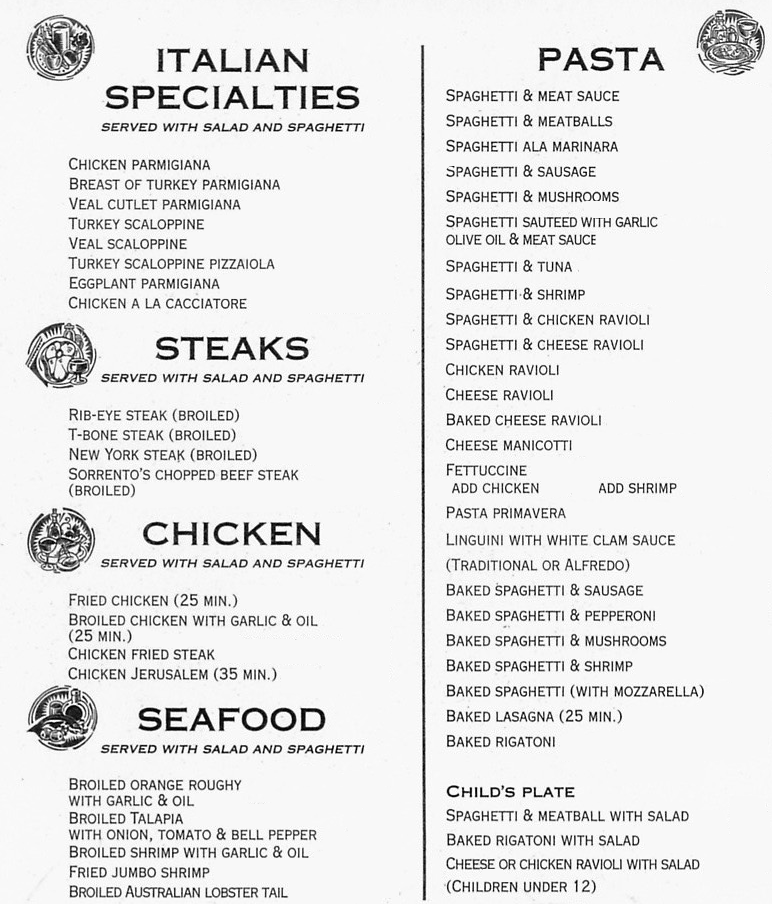 ITALIAN
SPECIALTIES
SERVED WITH SALAD AND SPAGHETTI
CHICKEN PARMIGIANA
BREAST OF TURKEY PARMIGIANA
VEAL CUTLET PARMIGIANA
TURKEY SCALOPPINE
VEAL SCALOPPINE
TURKEY SCALOPPINE PIZZAIOLA
EGGPLANT PARMIGIANA
CHICKEN A LA CACCIATORE
STEAKS
SERVED WITH SALAD AND SPAGHETTI
RIB-EYE STEAK (BROILED)
T-BONE STEAK (BROILED)
NEW YORK STEAK (BROILED)
SORRENTO'S CHOPPED BEEF STEAK
(BROILED)
CHICKEN
SERVED WITH SALAD AND SPAGHETTI
FRIED CHICKEN (25 MIN.)
BROILED CHICKEN WITH GARLIC & OIL
(25 MIN.)
CHICKEN FRIED STEAK
CHICKEN JERUSALEM (35 MIN.)
SEAFOOD
SERVED WITH SALAD AND SPAGHETTI
BROILED ORANGE ROUGHY
WITH GARLIC & OIL
BROILED TALAPIA
WITH ONION, TOMATO & BELL PEPPER
BROILED SHRIMP WITH GARLIC & OIL
FRIED JUMBO SHRIMP
BROILED AUSTRALIAN LOBSTER TAIL
PASTA
SPAGHETTI & MEAT SAUCE
SPAGHETTI & MEATBALLS
SPAGHETTI ALA MARINARA
SPAGHETTI & SAUSAGE
SPAGHETTI & MUSHROOMS
SPAGHETTI SAUTEED WITH GARLIC
OLIVE OIL & MEAT SAUCE
SPAGHETTI & TUNA
SPAGHETTI & SHRIMP
SPAGHETTI & CHICKEN RAVIOLI
SPAGHETTI & CHEESE RAVIOLI
CHICKEN RAVIOLI
CHEESE RAVIOLI
BAKED CHEESE RAVIOLI
CHEESE MANICOTTI
FETTUCCINE
ADD CHICKEN ADD SHRIMP
PASTA PRIMAVERA
LINGUINI WITH WHITE CLAM SAUCE
(TRADITIONAL OR ALFREDO)
BAKED SPAGHETTI & SAUSAGE
BAKED SPAGHETTI & PEPPERONI
BAKED SPAGHETTI & MUSHROOMS
BAKED SPAGHETTI & SHRIMP
BAKED SPAGHETTI (WITH MOZZARELLA)
BAKED LASAGNA (25 MIN.)
BAKED RIGATONI
CHILD'S PLATE
SPAGHETTI & MEATBALL WITH SALAD
BAKED RIGATONI WITH SALAD
CHEESE OR CHICKEN RAVIOLI WITH SALAD
(CHILDREN UNDER 12)